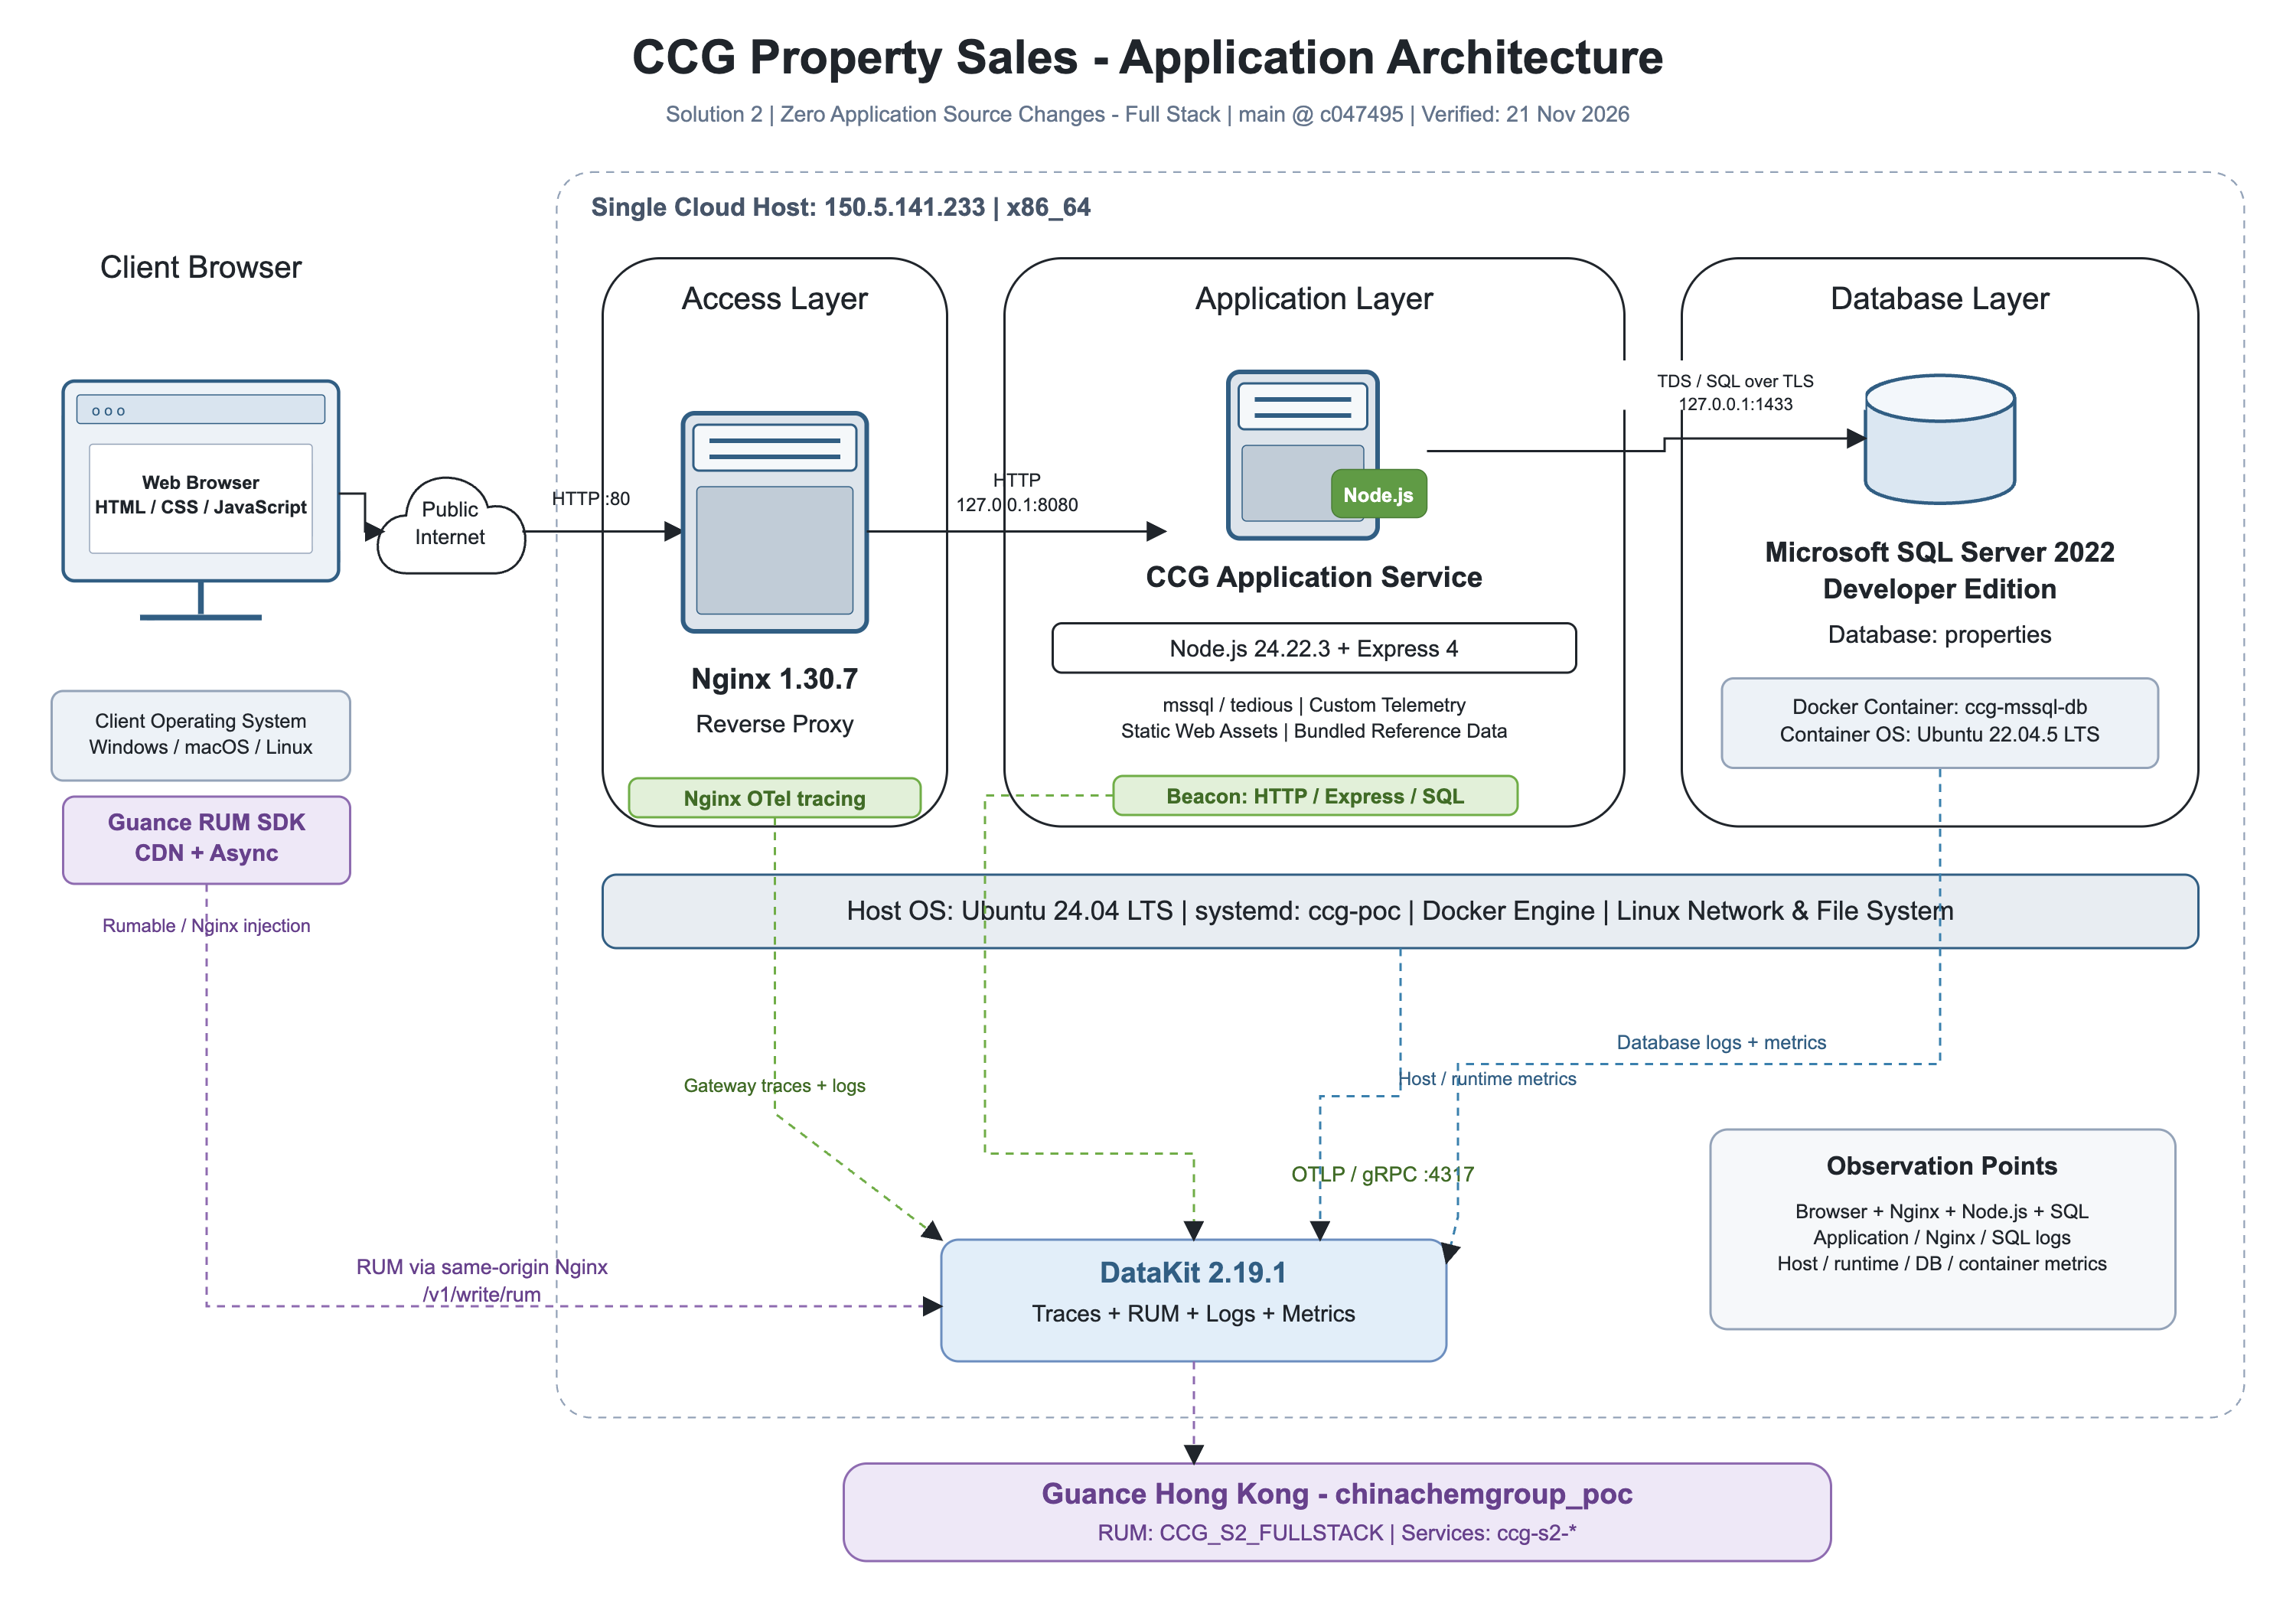 CCG Property Sales - Application Architecture
Solution 2 | Zero Application Source Changes - Full Stack | main @ c047495 | Verified: 21 Nov 2026
Single Cloud Host: 150.5.141.233 | x86_64
Client Browser
Access Layer
Application Layer
Database Layer
o o o
Web Browser
HTML / CSS / JavaScript
Public
Internet
HTTP :80
HTTP
127.0.0.1:8080
Node.js
TDS / SQL over TLS
127.0.0.1:1433
Nginx 1.30.7
Reverse Proxy
CCG Application Service
Node.js 24.22.3 + Express 4
mssql / tedious | Custom Telemetry
Static Web Assets | Bundled Reference Data
Microsoft SQL Server 2022
Developer Edition
Database: properties
Docker Container: ccg-mssql-db
Container OS: Ubuntu 22.04.5 LTS
Client Operating System
Windows / macOS / Linux
Nginx OTel tracing
Beacon: HTTP / Express / SQL
Guance RUM SDK
CDN + Async
Rumable / Nginx injection
Host OS: Ubuntu 24.04 LTS | systemd: ccg-poc | Docker Engine | Linux Network & File System
Database logs + metrics
Gateway traces + logs
Host / runtime metrics
OTLP / gRPC :4317
Observation Points
Browser + Nginx + Node.js + SQL
Application / Nginx / SQL logs
Host / runtime / DB / container metrics
RUM via same-origin Nginx
/v1/write/rum
DataKit 2.19.1
Traces + RUM + Logs + Metrics
Guance Hong Kong - chinachemgroup_poc
RUM: CCG_S2_FULLSTACK | Services: ccg-s2-*